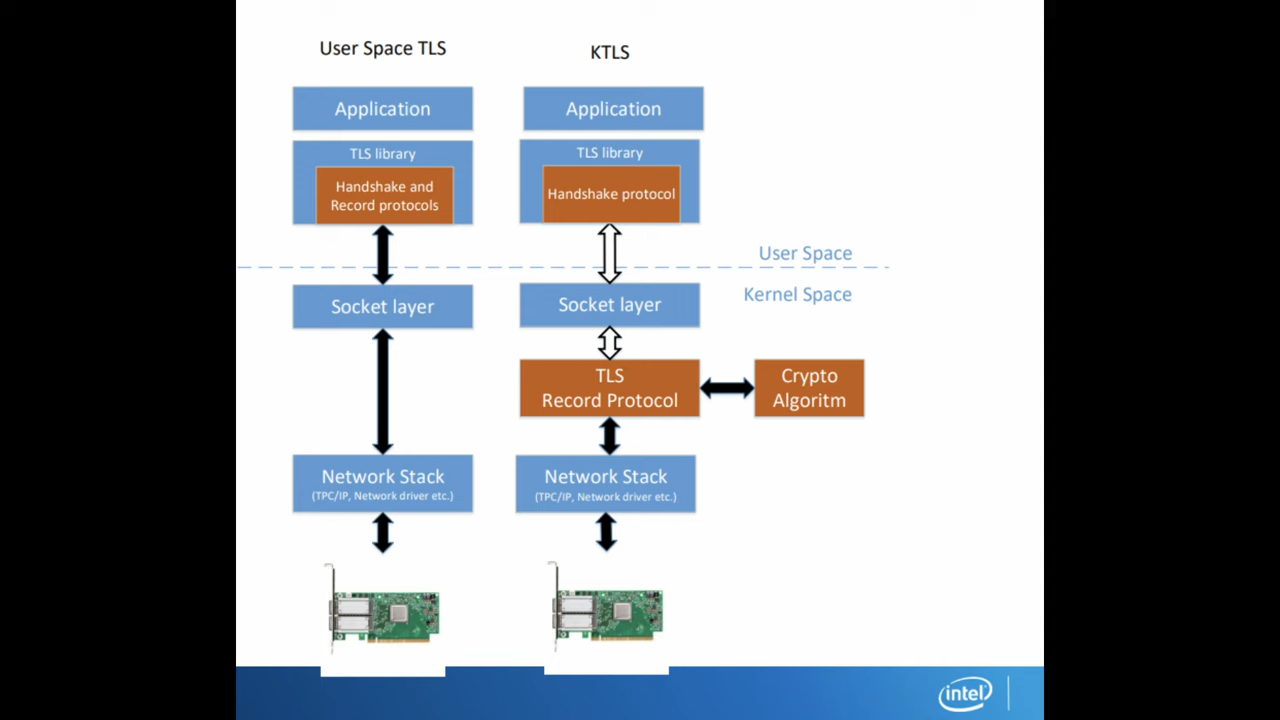 User Space TLS
KTLS
Application
Application
TLS library
Handshake and
Record protocols
TLS library
Handshake protocol
User Space
Kernel Space
Socket layer
Socket layer
TLS
Record Protocol
Crypto
Algoritm
Network Stack
(TPC/IP, Network driver etc.)
Network Stack
(TPC/IP, Network driver etc.)
intel